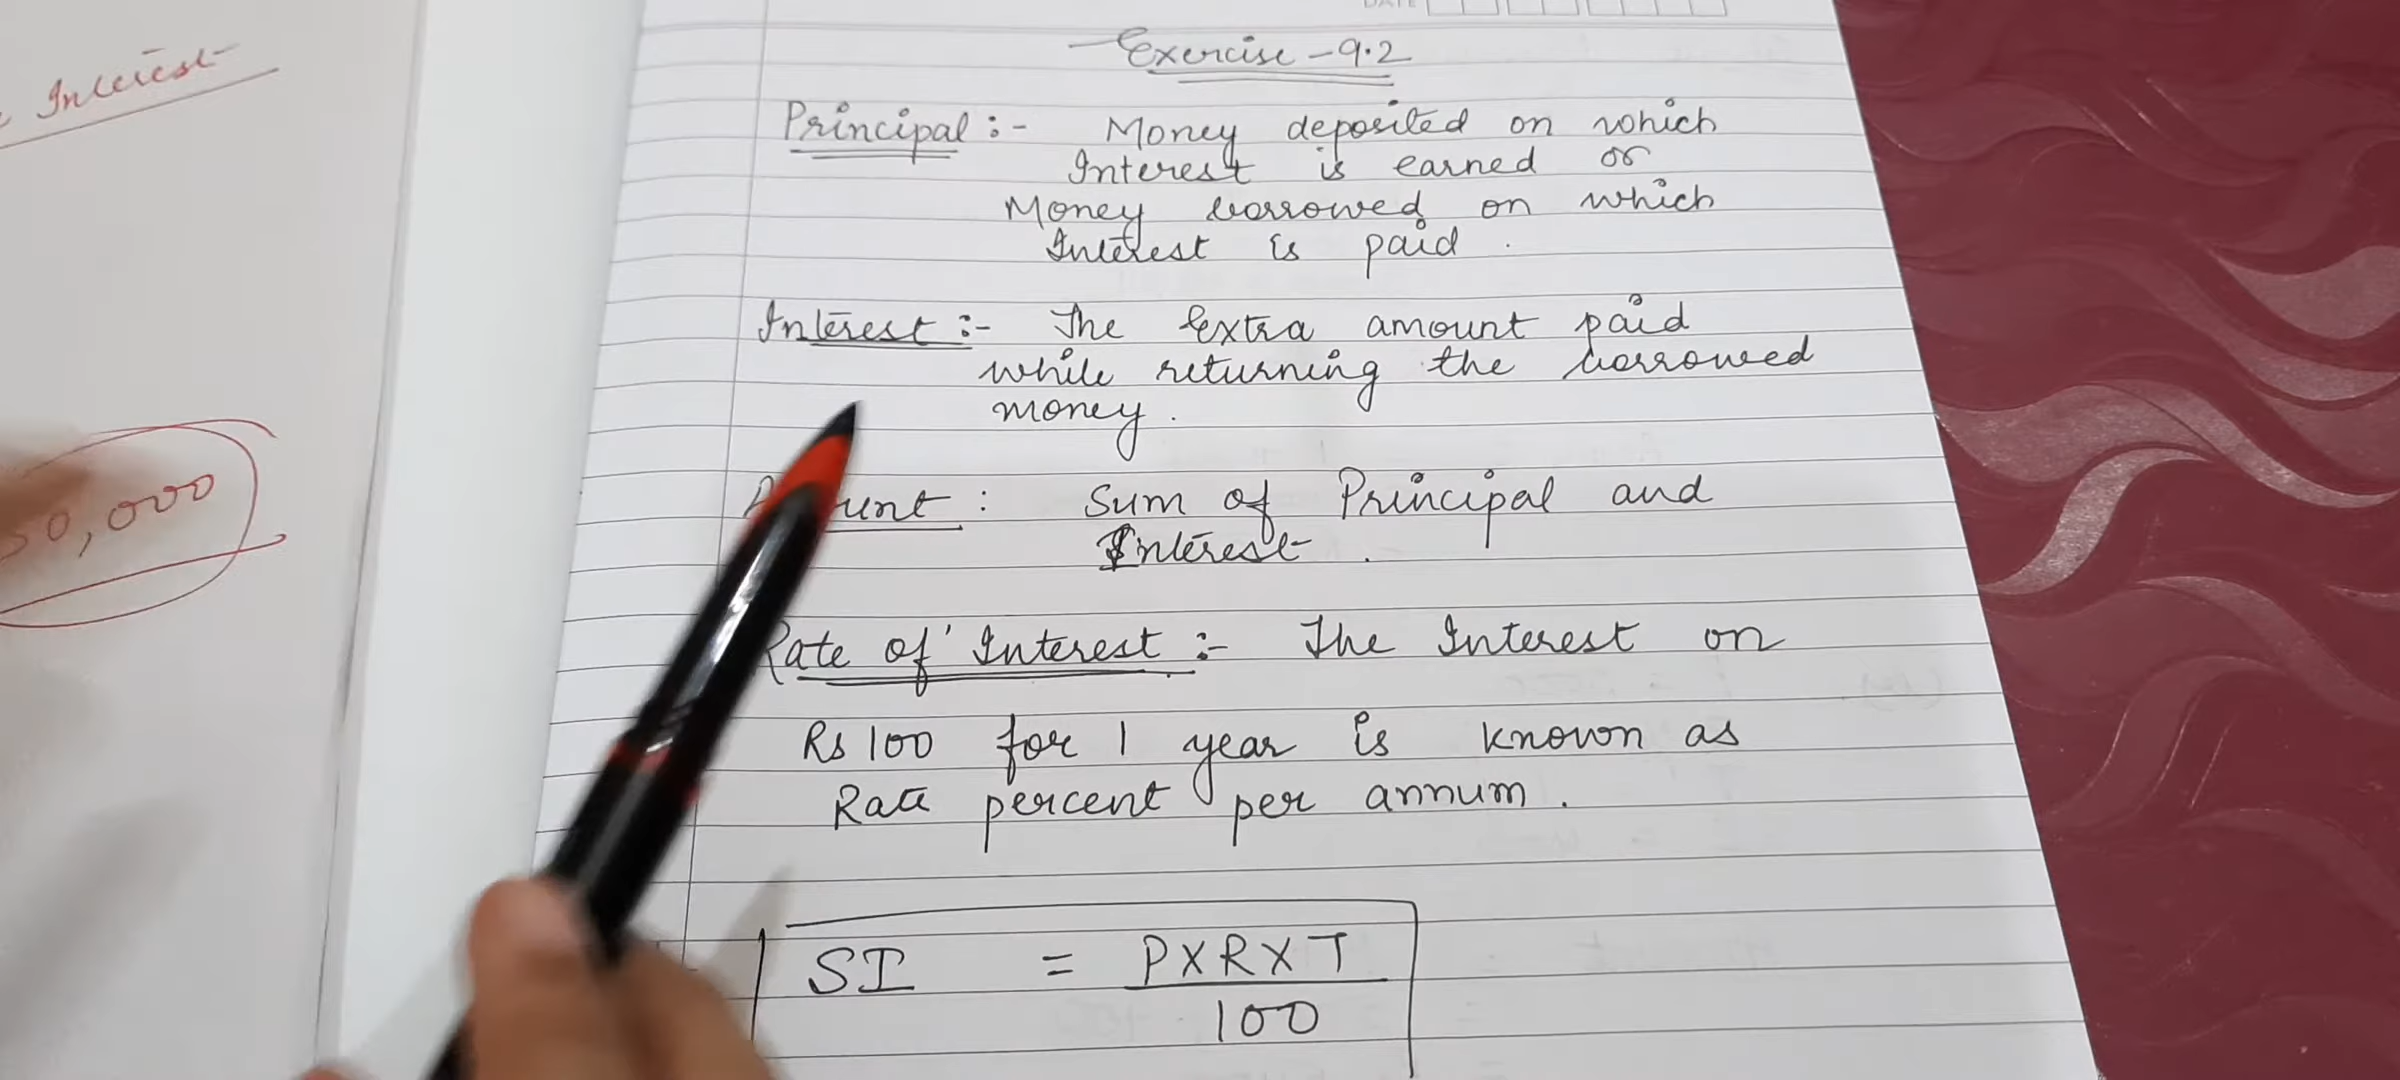 Interest
0,000
DATE
Exercise - 9.2
Principal :- Money deposited on which
Interest is earned or
Money borrowed on which
Interest is paid .
Interest :- The Extra amount paid
while returning the borrowed
money .
unt : Sum of Principal and
Interest .
Rate of Interest :- The Interest on
Rs 100 for 1 year is known as
Rate percent per annum .
SI = P X R X T
100